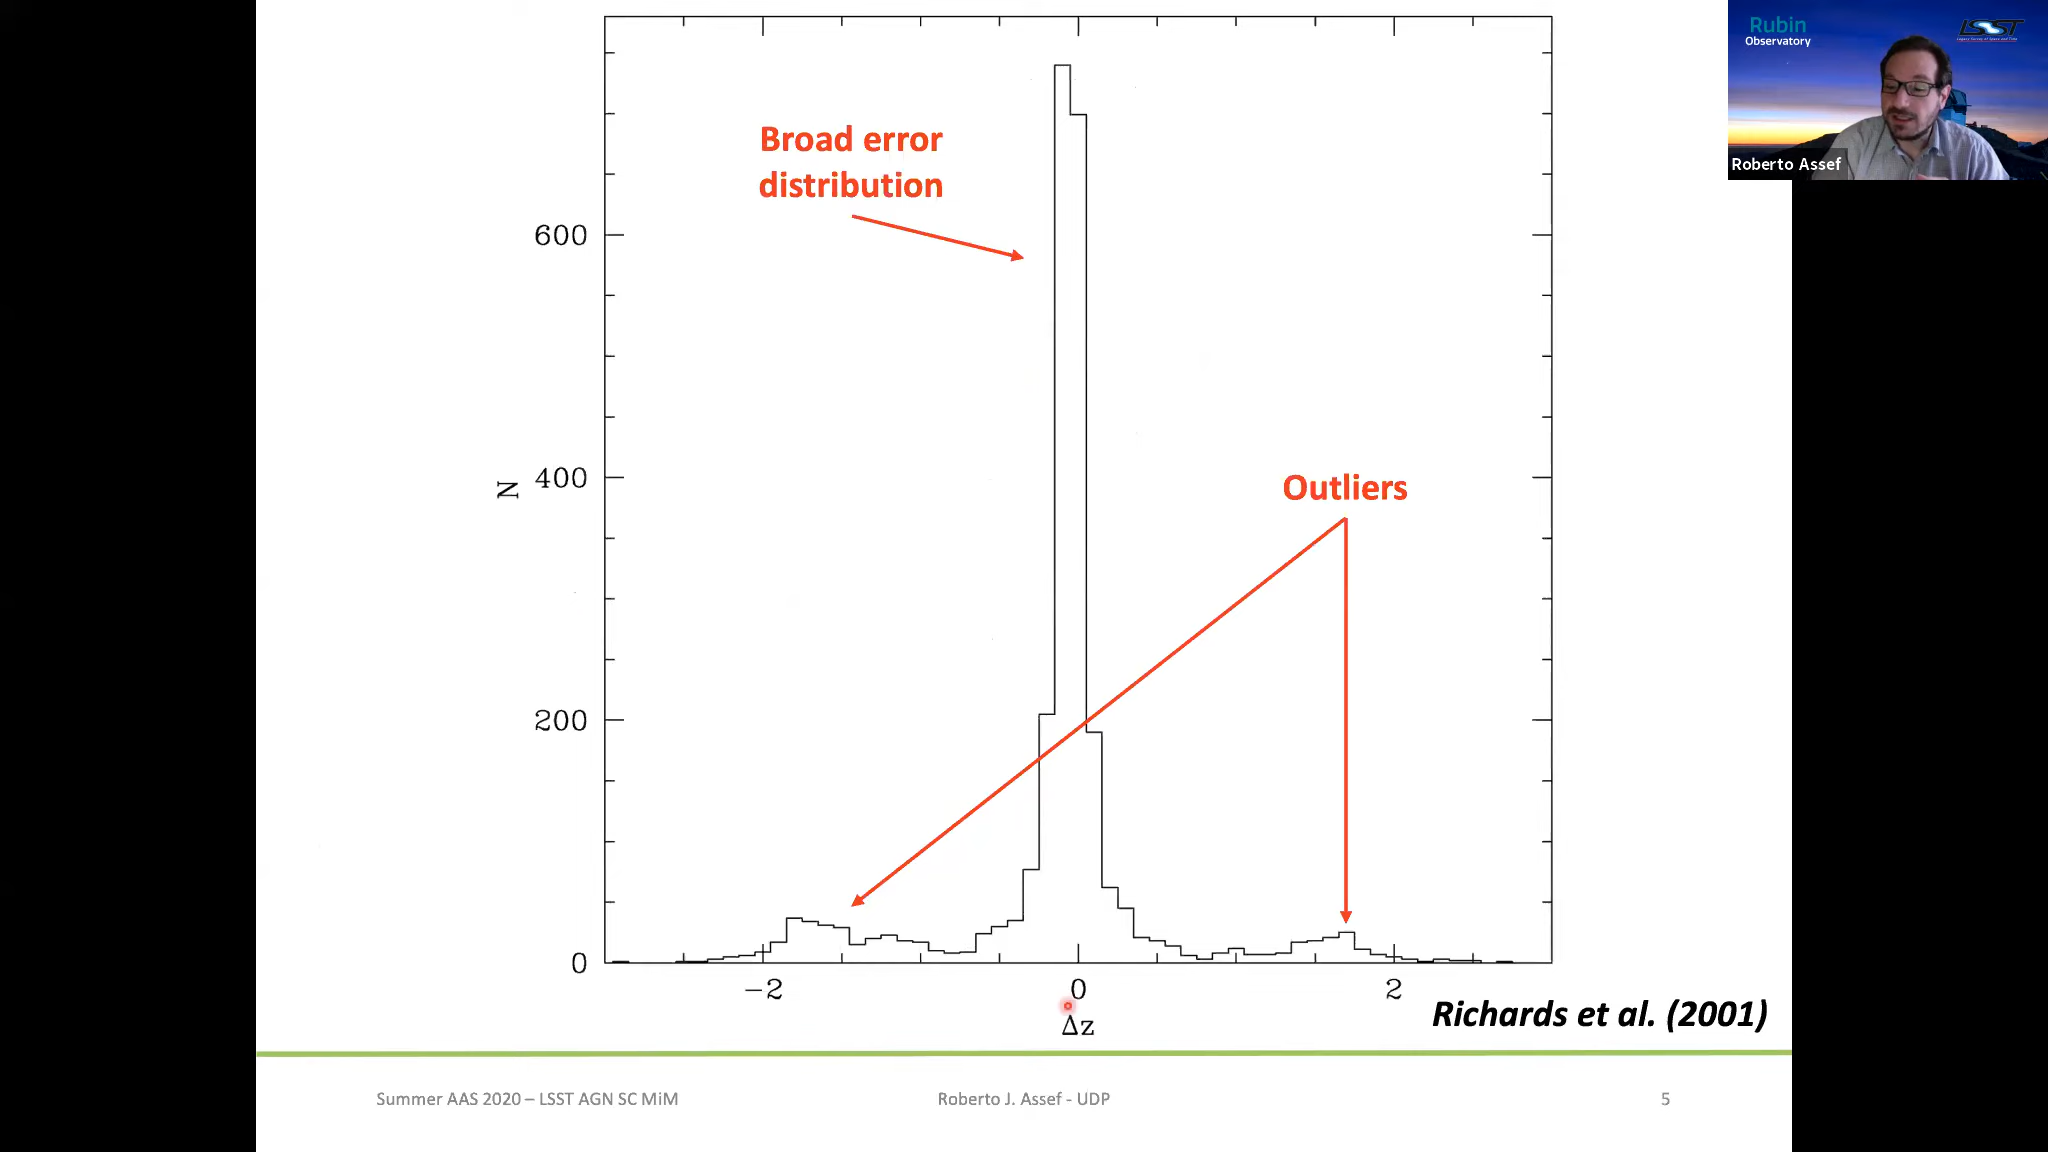 Rubin
Observatory
LSST
Roberto Assef
Broad error
distribution
Outliers
N
600
400
200
0
−2
0
2
Δz
Richards et al. (2001)
Summer AAS 2020 – LSST AGN SC MiM
Roberto J. Assef - UDP
5